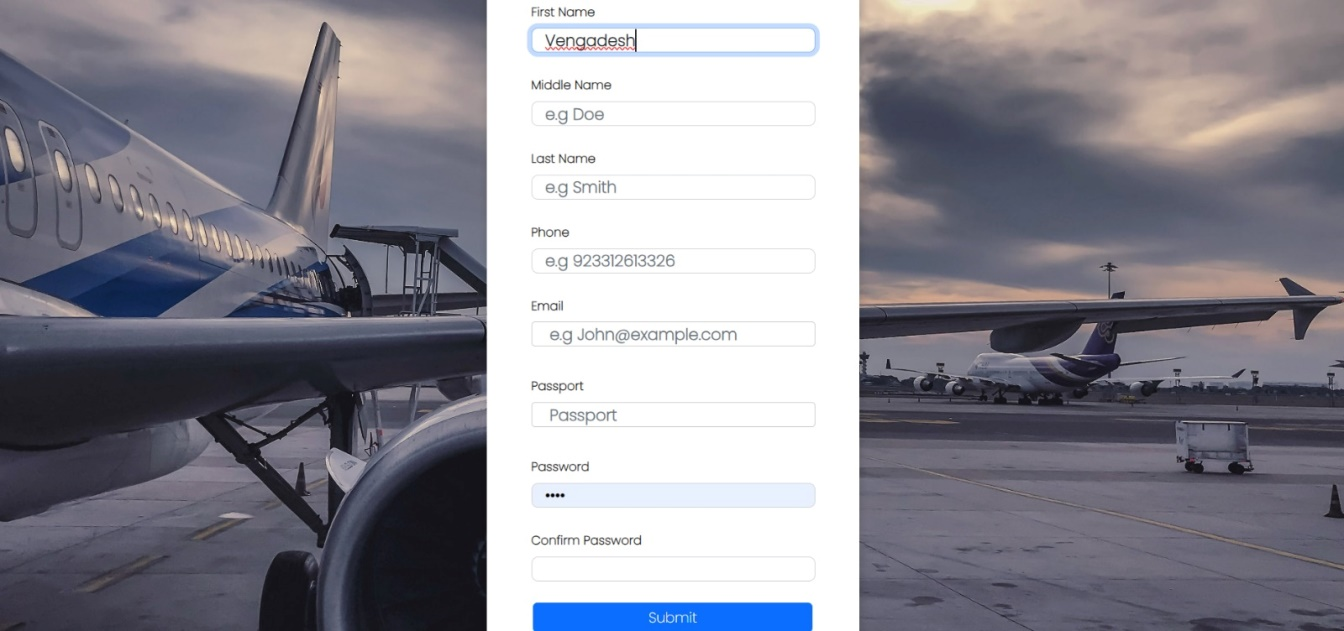 First Name
Vengadesh
Middle Name
e.g Doe
Last Name
e.g Smith
Phone
e.g 923312613326
Email
e.g John@example.com
Passport
Passport
Password
••••
Confirm Password
Submit